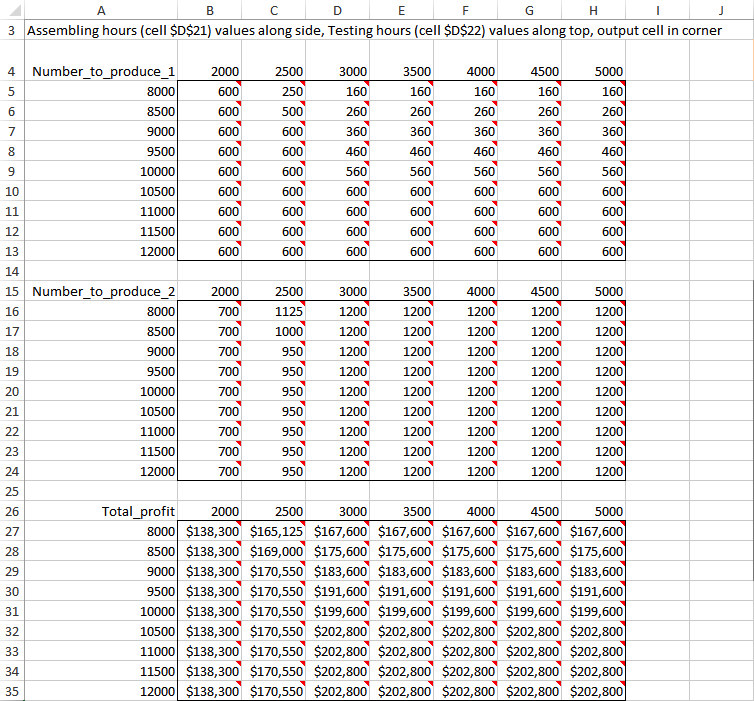 A B C D E F G H I J
3 Assembling hours (cell $D$21) values along side, Testing hours (cell $D$22) values along top, output cell in corner
4 Number_to_produce_1 2000 2500 3000 3500 4000 4500 5000
5 8000 600 250 160 160 160 160 160
6 8500 600 500 260 260 260 260 260
7 9000 600 600 360 360 360 360 360
8 9500 600 600 460 460 460 460 460
9 10000 600 600 560 560 560 560 560
10 10500 600 600 600 600 600 600 600
11 11000 600 600 600 600 600 600 600
12 11500 600 600 600 600 600 600 600
13 12000 600 600 600 600 600 600 600
14
15 Number_to_produce_2 2000 2500 3000 3500 4000 4500 5000
16 8000 700 1125 1200 1200 1200 1200 1200
17 8500 700 1000 1200 1200 1200 1200 1200
18 9000 700 950 1200 1200 1200 1200 1200
19 9500 700 950 1200 1200 1200 1200 1200
20 10000 700 950 1200 1200 1200 1200 1200
21 10500 700 950 1200 1200 1200 1200 1200
22 11000 700 950 1200 1200 1200 1200 1200
23 11500 700 950 1200 1200 1200 1200 1200
24 12000 700 950 1200 1200 1200 1200 1200
25
26 Total_profit 2000 2500 3000 3500 4000 4500 5000
27 8000 $138,300 $165,125 $167,600 $167,600 $167,600 $167,600 $167,600
28 8500 $138,300 $169,000 $175,600 $175,600 $175,600 $175,600 $175,600
29 9000 $138,300 $170,550 $183,600 $183,600 $183,600 $183,600 $183,600
30 9500 $138,300 $170,550 $191,600 $191,600 $191,600 $191,600 $191,600
31 10000 $138,300 $170,550 $199,600 $199,600 $199,600 $199,600 $199,600
32 10500 $138,300 $170,550 $202,800 $202,800 $202,800 $202,800 $202,800
33 11000 $138,300 $170,550 $202,800 $202,800 $202,800 $202,800 $202,800
34 11500 $138,300 $170,550 $202,800 $202,800 $202,800 $202,800 $202,800
35 12000 $138,300 $170,550 $202,800 $202,800 $202,800 $202,800 $202,800